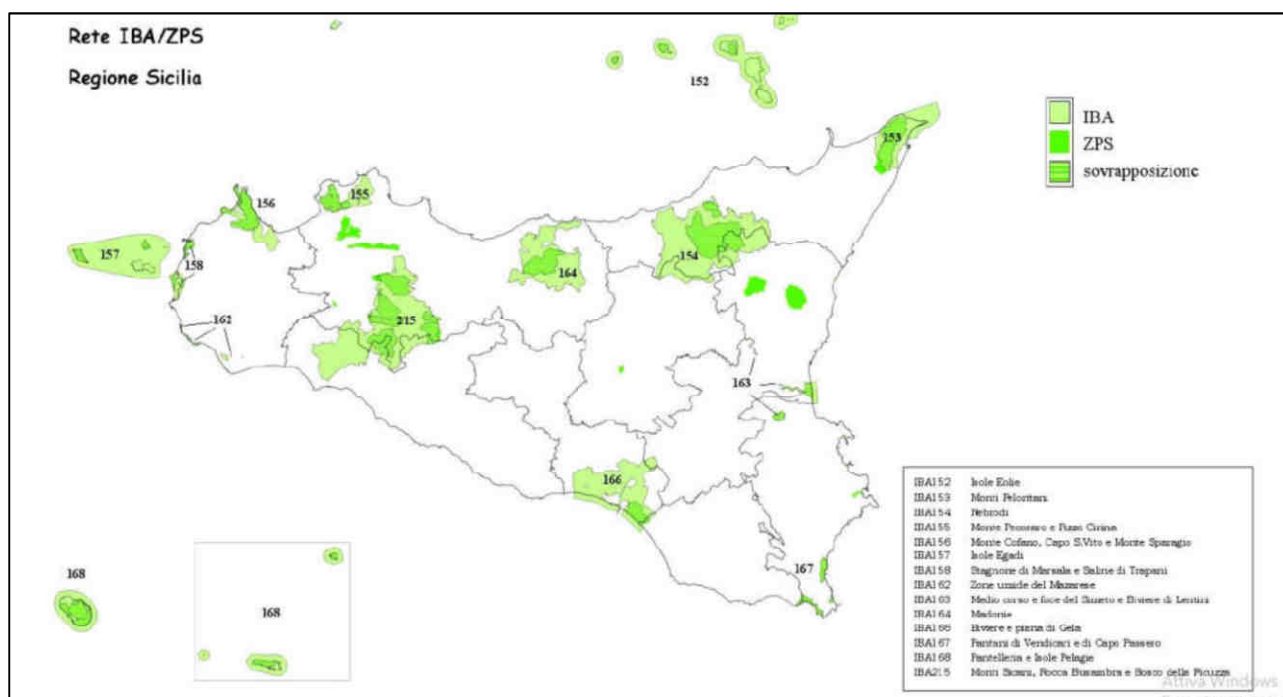 Rete IBA/ZPS
Regione Sicilia
152
153
IBA
ZPS
sovrapposizione
155
156
157
158
154
164
162
215
163
166
167
168
168
IBA152 Isole Eolie
IBA153 Monti Peloritani
IBA154 Nebrodi
IBA155 Monte Pecoraro e Pizzo Cirina
IBA156 Monte Cofano, Capo S.Vito e Monte Sparagio
IBA157 Isole Egadi
IBA158 Stagnone di Marsala e Saline di Trapani
IBA162 Zone umide del Mazarese
IBA163 Medio corso e foce del Simeto e Biviere di Lentini
IBA164 Madonie
IBA166 Biviere e piana di Gela
IBA167 Pantani di Vendicari e di Capo Passero
IBA168 Pantelleria e Isole Pelagie
IBA215 Monti Sicani, Rocca Busambra e Bosco della Ficuzza
Attiva Windows